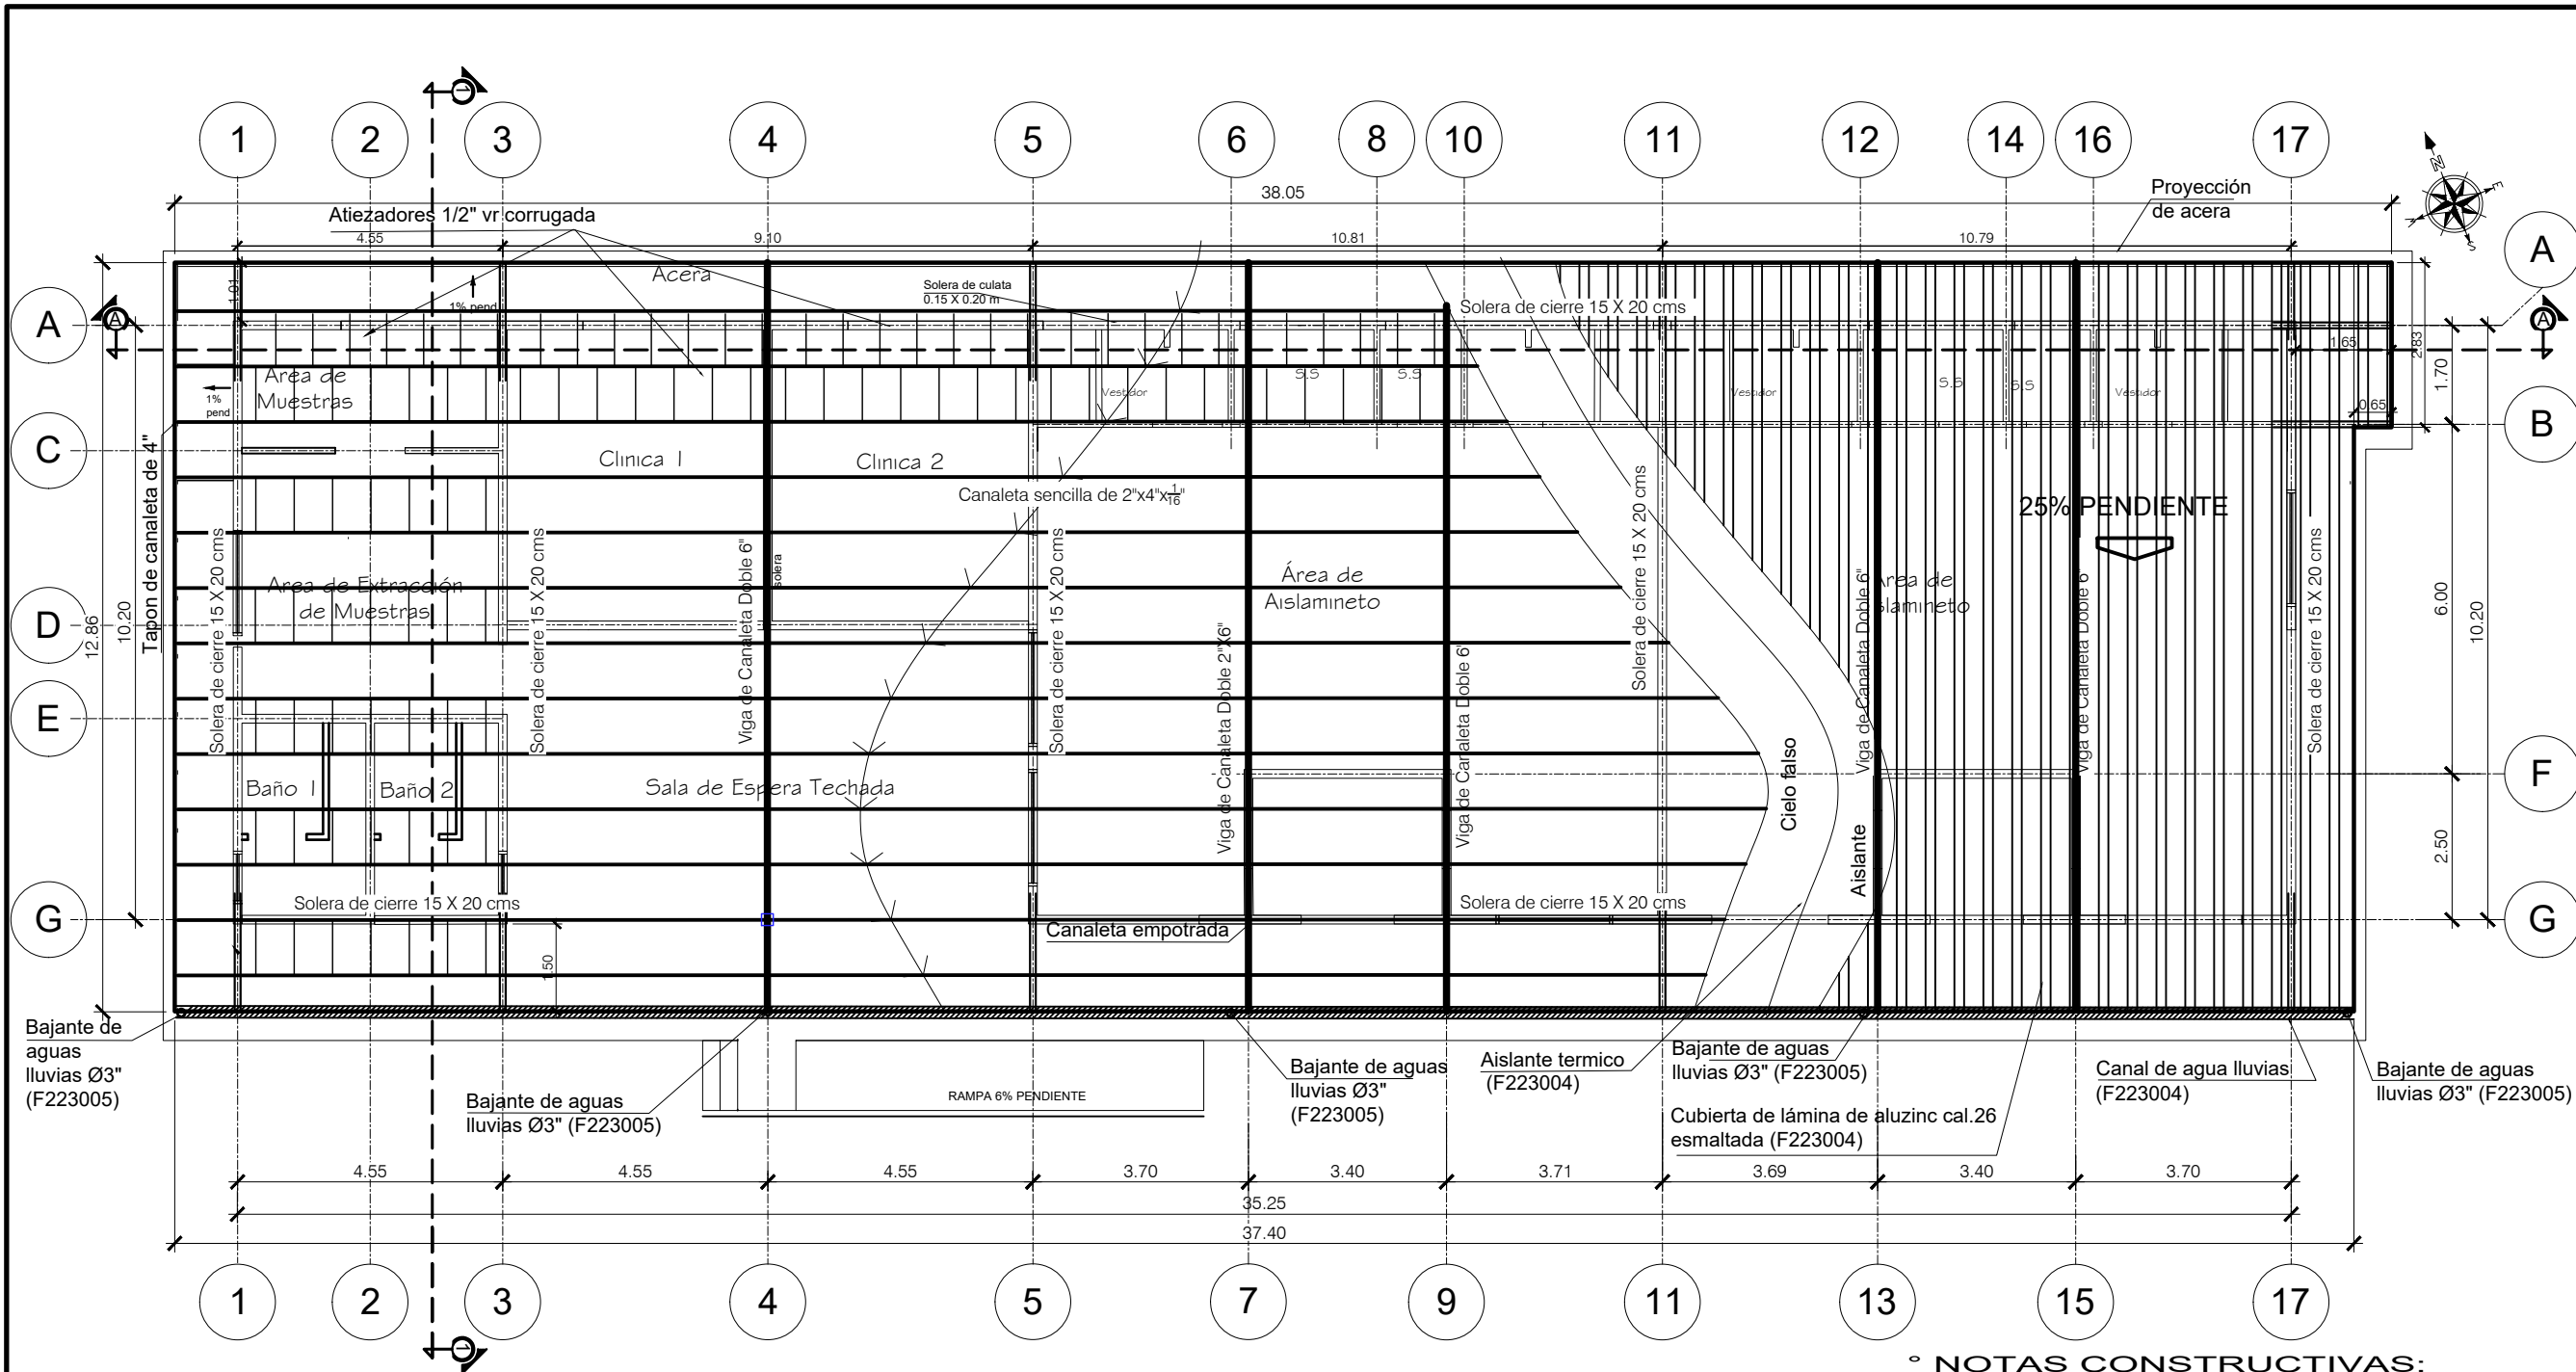 1
1 2 3 4 5 6 8 10 11 12 14 16 17
38.05
Proyección
de acera
N
E
S
Atiezadores 1/2" vr corrugada
4.55 9.10 10.81 10.79
A
Acera
1.01
1% pend
Solera de culata
0.15 X 0.20 m
Solera de cierre 15 X 20 cms
A
A
A
1.65
2.83
1.70
Area de
Muestras
1%
pend
Vestidor
S.S
S.S
Vestidor
S.S
S.S
Vestidor
0.65
B
C
Tapon de canaleta de 4"
Clinica 1
Clinica 2
Canaleta sencilla de 2"x4"x1/16"
25% PENDIENTE
Solera de cierre 15 X 20 cms
Solera de cierre 15 X 20 cms
Viga de Canaleta Doble 6"
solera
Solera de cierre 15 X 20 cms
Solera de cierre 15 X 20 cms
Solera de cierre 15 X 20 cms
Area de Extracción
de Muestras
Área de
Aislamineto
Viga de Canaleta Doble 6"
Área de
Aislamineto
Viga de Canaleta Doble 6"
D
12.86
10.20
6.00
10.20
Viga de Canaleta Doble 2"X6"
Viga de Canaleta Doble 6"
E
Cielo falso
F
Baño 1
Baño 2
Sala de Espera Techada
Aislante
2.50
Solera de cierre 15 X 20 cms
Solera de cierre 15 X 20 cms
G
G
Canaleta empotrada
1.50
Bajante de
aguas
lluvias Ø3"
(F223005)
Bajante de aguas
lluvias Ø3" (F223005)
RAMPA 6% PENDIENTE
Bajante de aguas
lluvias Ø3"
(F223005)
Aislante termico
(F223004)
Bajante de aguas
lluvias Ø3" (F223005)
Cubierta de lámina de aluzinc cal.26
esmaltada (F223004)
Canal de agua lluvias
(F223004)
Bajante de aguas
lluvias Ø3" (F223005)
4.55 4.55 4.55 3.70 3.40 3.71 3.69 3.40 3.70
35.25
37.40
1 2 3 4 5 7 9 11 13 15 17
1
° NOTAS CONSTRUCTIVAS: